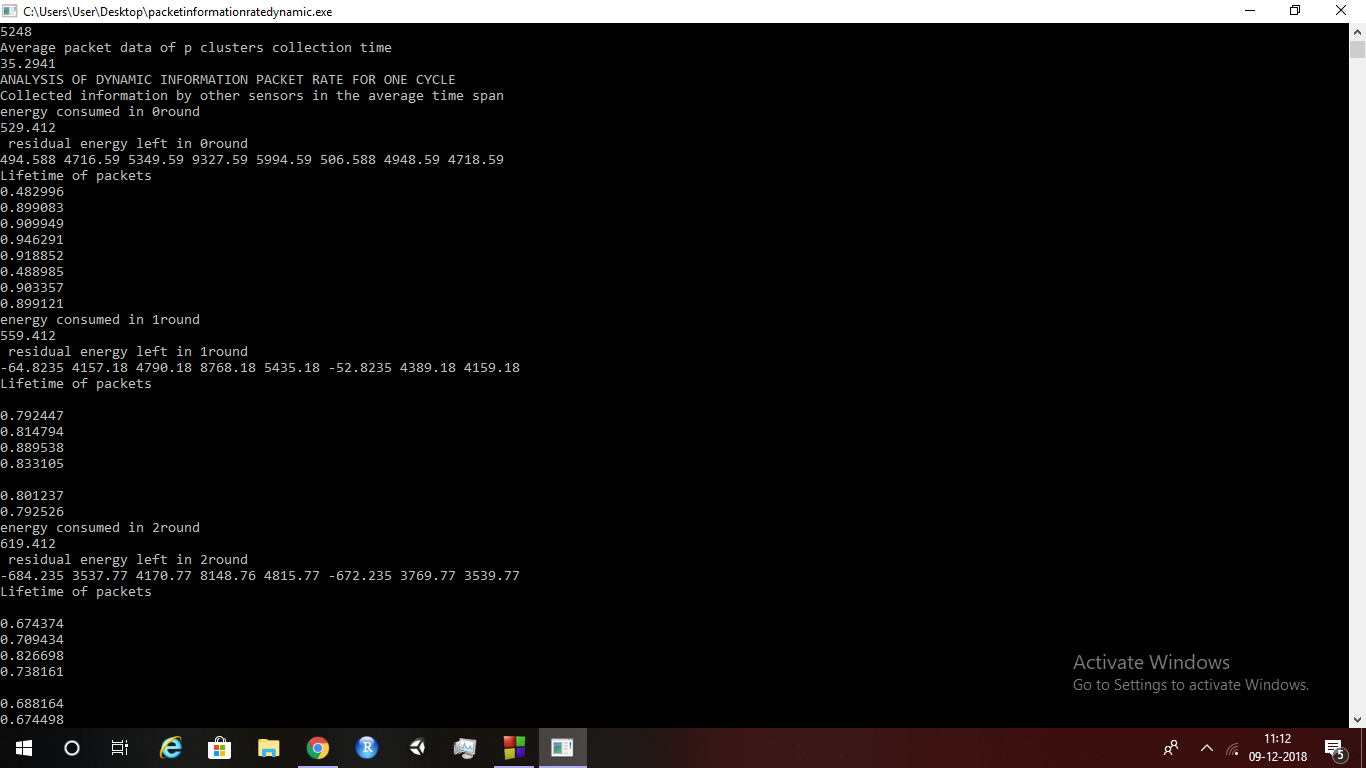 C:\Users\User\Desktop\packetinformationratedynamic.exe
5248
Average packet data of p clusters collection time
35.2941
ANALYSIS OF DYNAMIC INFORMATION PACKET RATE FOR ONE CYCLE
Collected information by other sensors in the average time span
energy consumed in 0round
529.412
residual energy left in 0round
494.588 4716.59 5349.59 9327.59 5994.59 506.588 4948.59 4718.59
Lifetime of packets
0.482996
0.899083
0.909949
0.946291
0.918852
0.488985
0.903357
0.899121
energy consumed in 1round
559.412
residual energy left in 1round
-64.8235 4157.18 4790.18 8768.18 5435.18 -52.8235 4389.18 4159.18
Lifetime of packets
0.792447
0.814794
0.889538
0.833105
0.801237
0.792526
energy consumed in 2round
619.412
residual energy left in 2round
-684.235 3537.77 4170.77 8148.76 4815.77 -672.235 3769.77 3539.77
Lifetime of packets
0.674374
0.709434
0.826698
0.738161
0.688164
0.674498
Activate Windows
Go to Settings to activate Windows.
R
11:12
09-12-2018
5